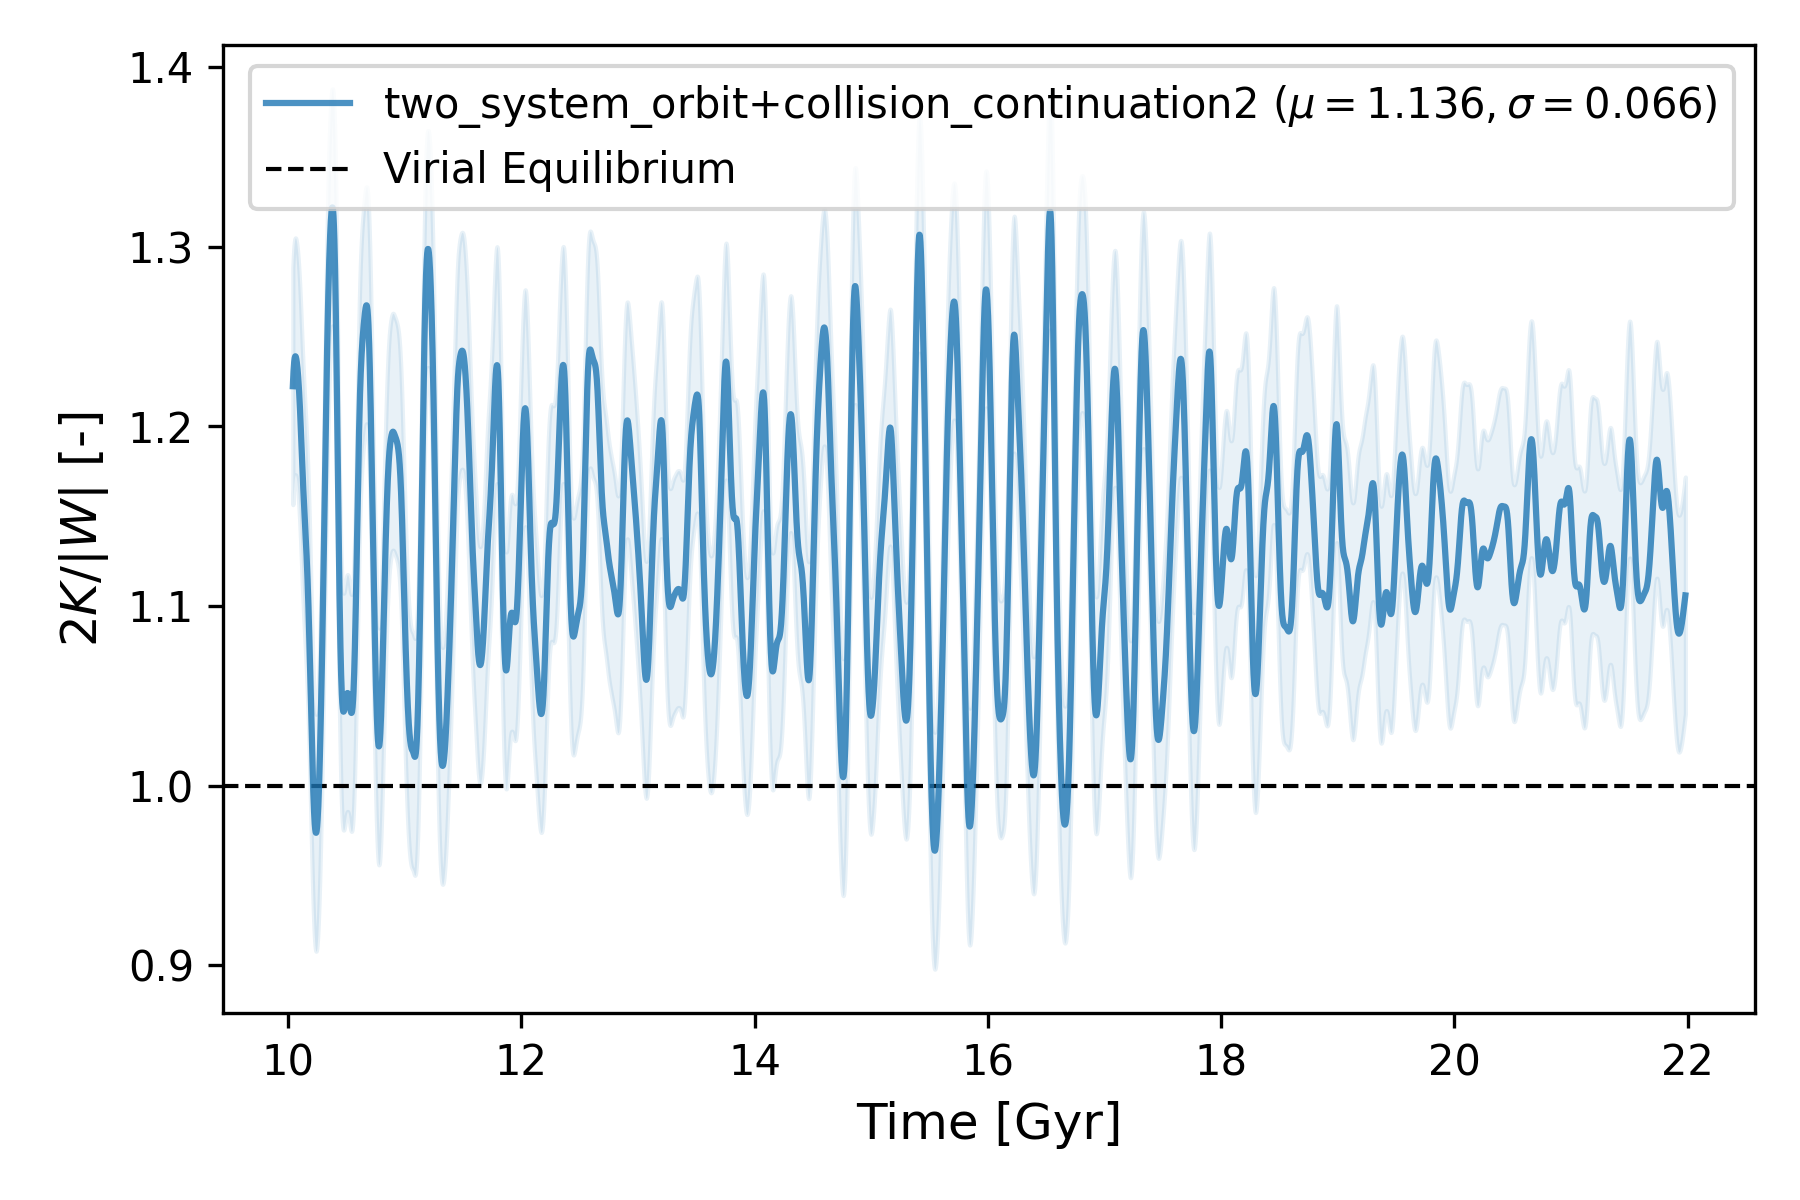 two_system_orbit+collision_continuation2 (μ = 1.136, σ = 0.066)
Virial Equilibrium
2K/|W| [-]
1.4
1.3
1.2
1.1
1.0
0.9
10 12 14 16 18 20 22
Time [Gyr]